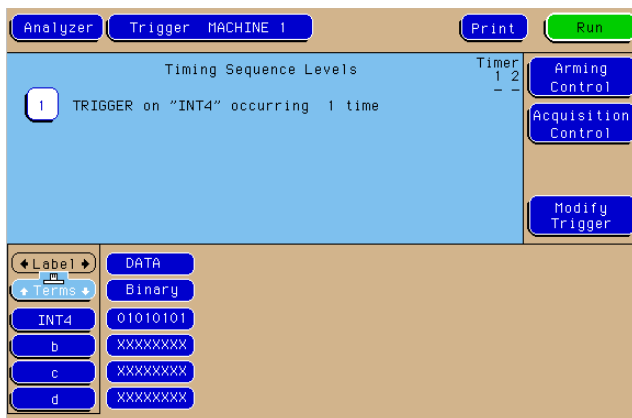 Analyzer Trigger MACHINE 1 Print Run
Timing Sequence Levels
Timer
1 2
- -
1 TRIGGER on "INT4" occurring 1 time
Arming
Control
Acquisition
Control
Modify
Trigger
Label DATA
Terms Binary
INT4 01010101
b XXXXXXXX
c XXXXXXXX
d XXXXXXXX